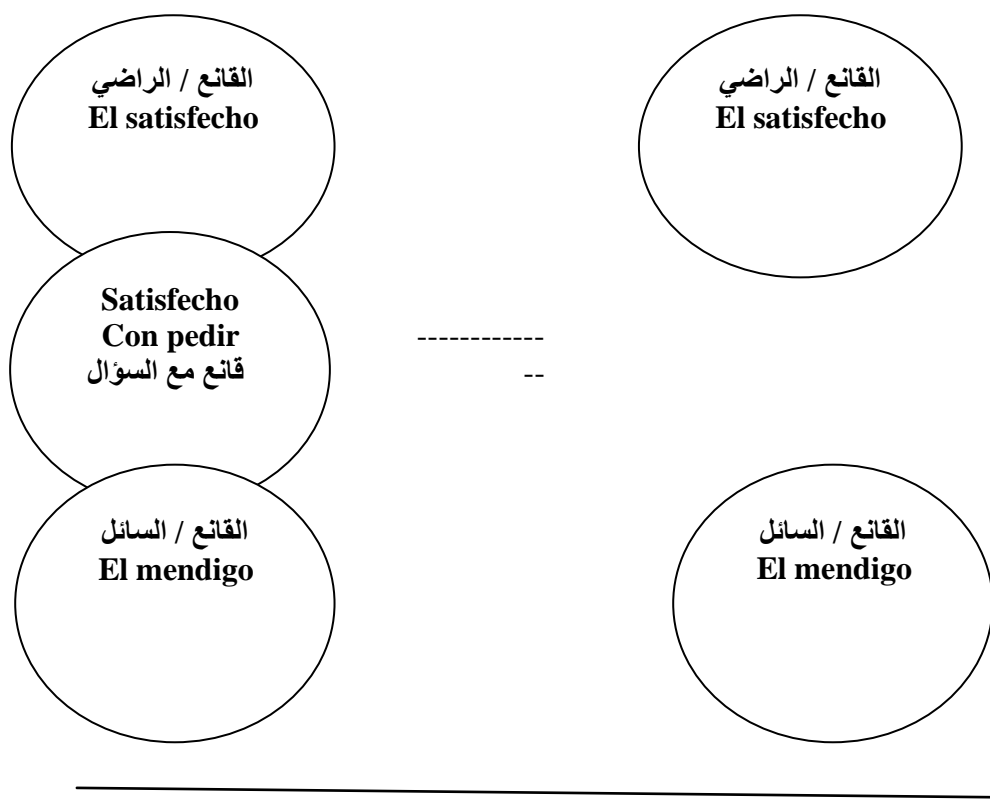 القانع / الراضي
El satisfecho
القانع / الراضي
El satisfecho
Satisfecho
Con pedir
قانع مع السؤال
------------
--
القانع / السائل
El mendigo
القانع / السائل
El mendigo